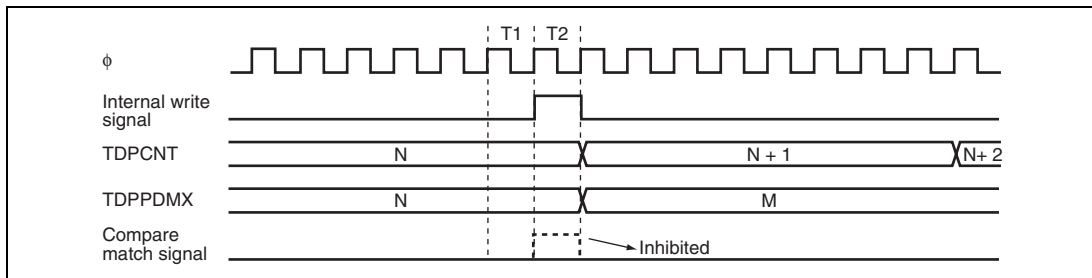 T1 T2
ϕ
Internal write
signal
TDPCNT N N + 1 N+ 2
TDPPDMX N M
Compare
match signal Inhibited